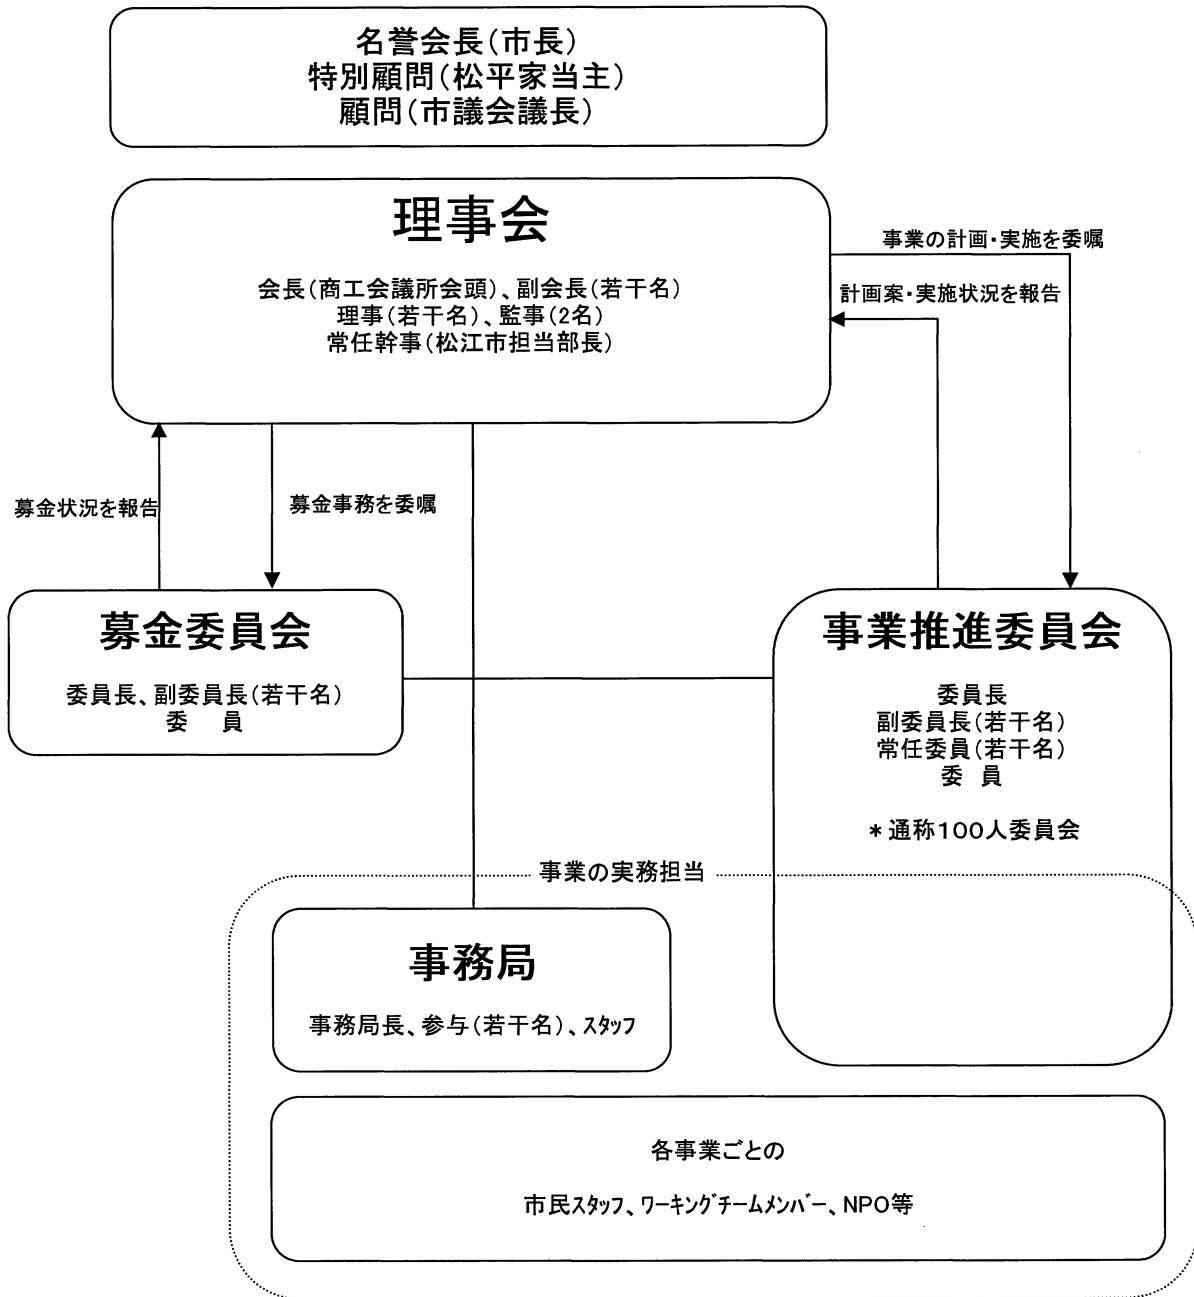 名誉会長(市長)
特別顧問(松平家当主)
顧問(市議会議長)
理事会
会長(商工会議所会頭)、副会長(若干名)
理事(若干名)、監事(2名)
常任幹事(松江市担当部長)
事業の計画・実施を委嘱
計画案・実施状況を報告
募金状況を報告
募金事務を委嘱
募金委員会
委員長、副委員長(若干名)
委　員
事業推進委員会
委員長
副委員長(若干名)
常任委員(若干名)
委　員
*通称100人委員会
事業の実務担当
事務局
事務局長、参与(若干名)、ｽﾀｯﾌ
各事業ごとの
市民ｽﾀｯﾌ、ﾜｰｷﾝｸﾞﾁｰﾑﾒﾝﾊﾞｰ、NPO等